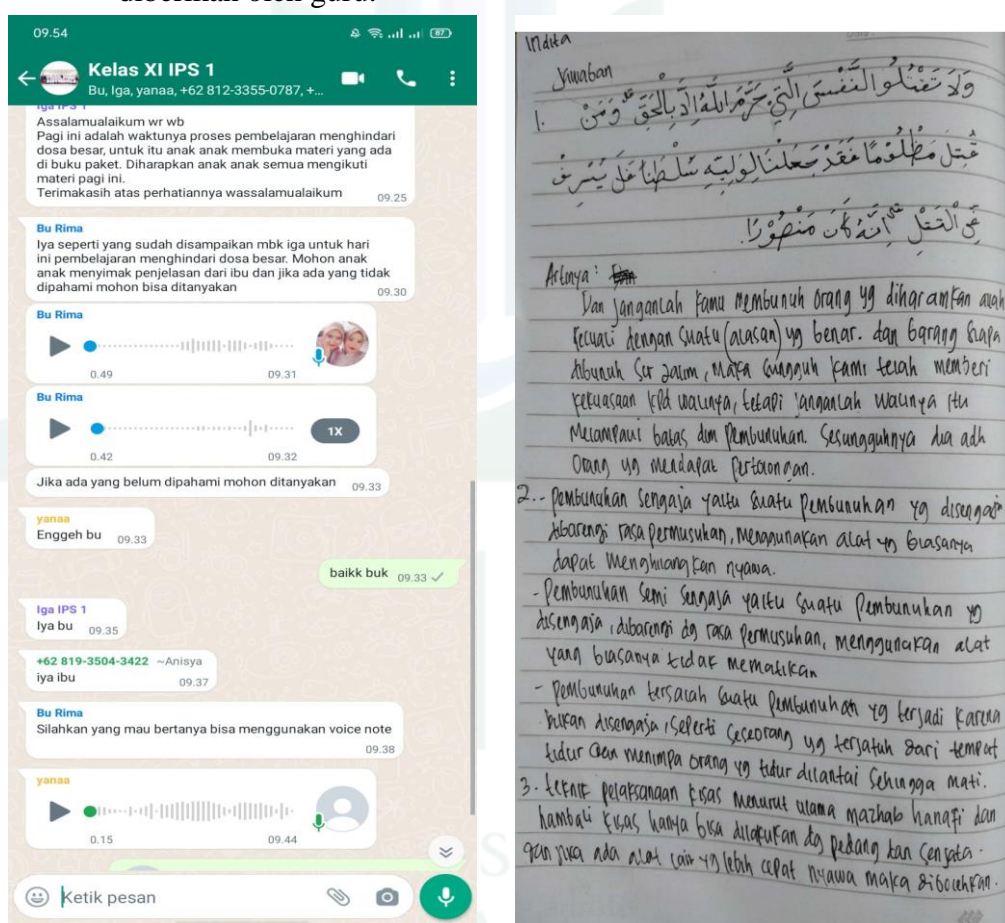 diberikan oleh guru.
09.54
87
Kelas XI IPS 1
Bu, Iga, yanaa, +62 812-3355-0787, +...
Iga IPS 1
Assalamualaikum wr wb
Pagi ini adalah waktunya proses pembelajaran menghindari
dosa besar, untuk itu anak anak membuka materi yang ada
di buku paket. Diharapkan anak anak semua mengikuti
materi pagi ini.
Terimakasih atas perhatiannya wassalamualaikum
09.25
Bu Rima
Iya seperti yang sudah disampaikan mbk iga untuk hari
ini pembelajaran menghindari dosa besar. Mohon anak
anak menyimak penjelasan dari ibu dan jika ada yang tidak
dipahami mohon bisa ditanyakan
09.30
Bu Rima
0.49 09.31
Bu Rima
1X
0.42 09.32
Jika ada yang belum dipahami mohon ditanyakan 09.33
yanaa
Enggeh bu 09.33
baikk buk 09.33
Iga IPS 1
Iya bu 09.35
+62 819-3504-3422 ~Anisya
iya ibu 09.37
Bu Rima
Silahkan yang mau bertanya bisa menggunakan voice note
09.38
yanaa
0.15 09.44
Ketik pesan
Indita
Jawaban
1. وَلَا تَقْتُلُوا النَّفْسَ الَّتِي حَرَّمَ اللّٰهُ اِلَّا بِالْحَقِّ وَمَنْ
قُتِلَ مَظْلُوْمًا فَقَدْ جَعَلْنَا لِوَلِيِّهٖ سُلْطٰنًا فَلَا يُسْرِفْ
فِي الْقَتْلِ اِنَّهٗ كَانَ مَنْصُوْرًا.
Artinya :
Dan janganlah kamu membunuh orang yg diharamkan allah
kecuali dengan suatu (alasan) yg benar. dan barang siapa
dibunuh scr zalim, maka sungguh kami telah memberi
kekuasaan kpd walinya, tetapi janganlah walinya itu
melampaui batas dlm pembunuhan. Sesungguhnya dia adh
orang yg mendapat pertolongan.
2. - pembunuhan sengaja yaitu suatu pembunuhan yg disengaja
dibarengi rasa permusuhan, menggunakan alat yg biasanya
dapat menghilangkan nyawa.
- Pembunuhan semi sengaja yaitu suatu pembunuhan yg
disengaja, dibarengi dg rasa permusuhan, menggunakan alat
yang biasanya tidak mematikan
- Pembunuhan tersalah suatu pembunuhan yg terjadi karena
bukan disengaja, seperti seseorang yg terjatuh dari tempat
tidur dan menimpa orang yg tidur dilantai sehingga mati.
3. teknik pelaksanaan kisas menurut ulama mazhab hanafi dan
hambali kisas hanya bisa dilakukan dg pedang dan senjata.
dan jika ada alat lain yg lebih cepat nyawa maka dibolehkan.